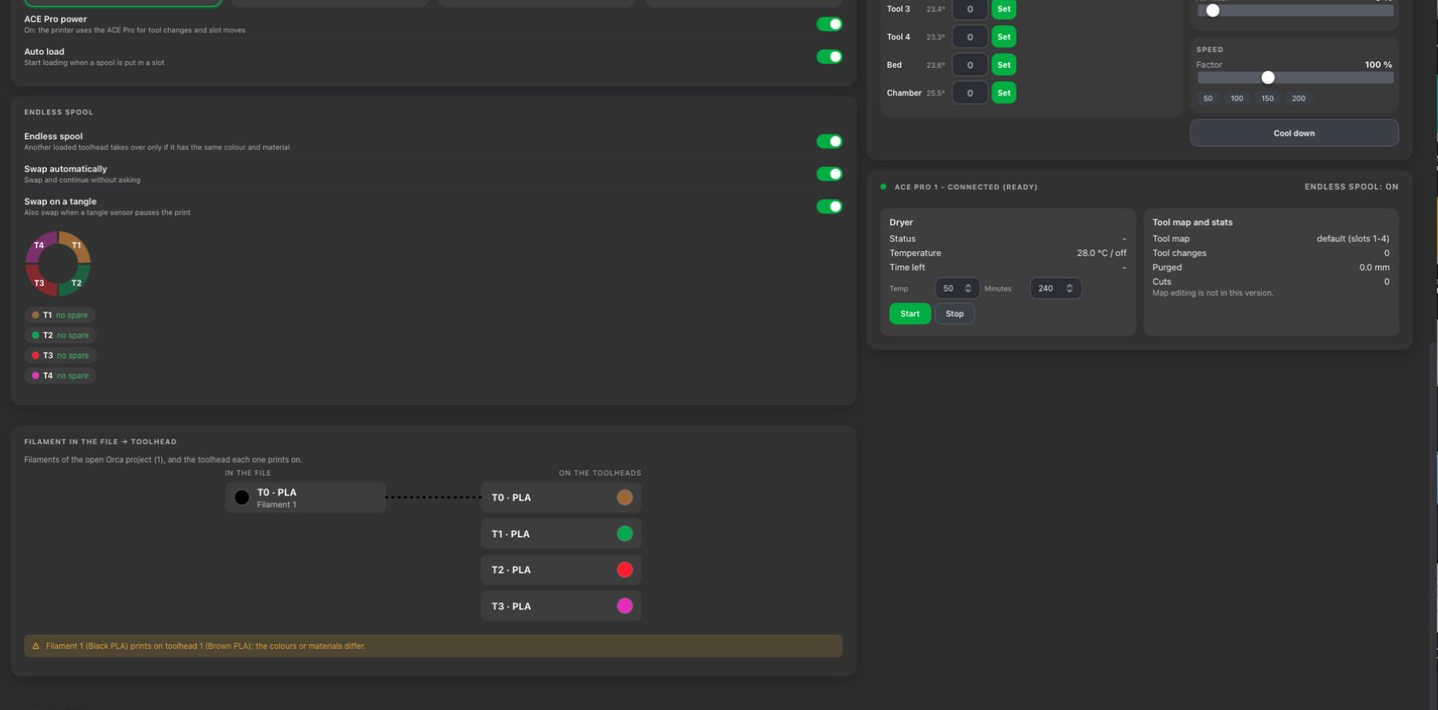 ACE Pro power
On: the printer uses the ACE Pro for tool changes and slot moves
Auto load
Start loading when a spool is put in a slot
ENDLESS SPOOL
Endless spool
Another loaded toolhead takes over only if it has the same colour and material
Swap automatically
Swap and continue without asking
Swap on a tangle
Also swap when a tangle sensor pauses the print
T4 T1
T3 T2
T1 no spare
T2 no spare
T3 no spare
T4 no spare
FILAMENT IN THE FILE → TOOLHEAD
Filaments of the open Orca project (1), and the toolhead each one prints on.
IN THE FILE ON THE TOOLHEADS
T0 · PLA
Filament 1
T0 · PLA
T1 · PLA
T2 · PLA
T3 · PLA
⚠ Filament 1 (Black PLA) prints on toolhead 1 (Brown PLA): the colours or materials differ.
Tool 3 23.4° 0 Set
Tool 4 23.3° 0 Set
Bed 23.6° 0 Set
Chamber 25.5° 0 Set
SPEED
Factor 100 %
50 100 150 200
Cool down
ACE PRO 1 - CONNECTED (READY) ENDLESS SPOOL: ON
Dryer
Status -
Temperature 28.0 °C / off
Time left -
Temp 50 Minutes 240
Start Stop
Tool map and stats
Tool map default (slots 1-4)
Tool changes 0
Purged 0.0 mm
Cuts 0
Map editing is not in this version.